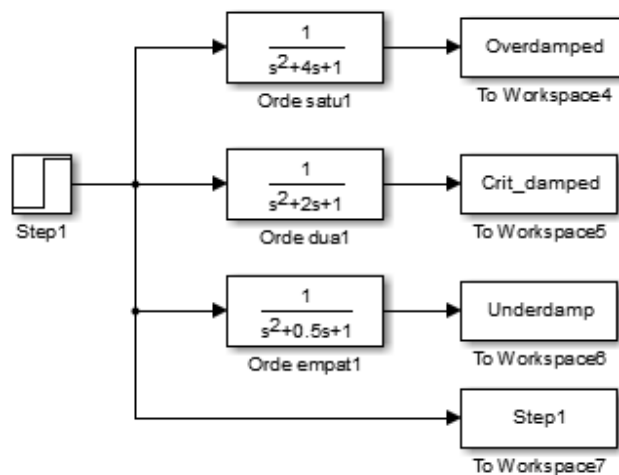 1
s2+4s+1
Orde satu1
Overdamped
To Workspace4
Step1
1
s2+2s+1
Orde dua1
Crit_damped
To Workspace5
1
s2+0.5s+1
Orde empat1
Underdamp
To Workspace6
Step1
To Workspace7